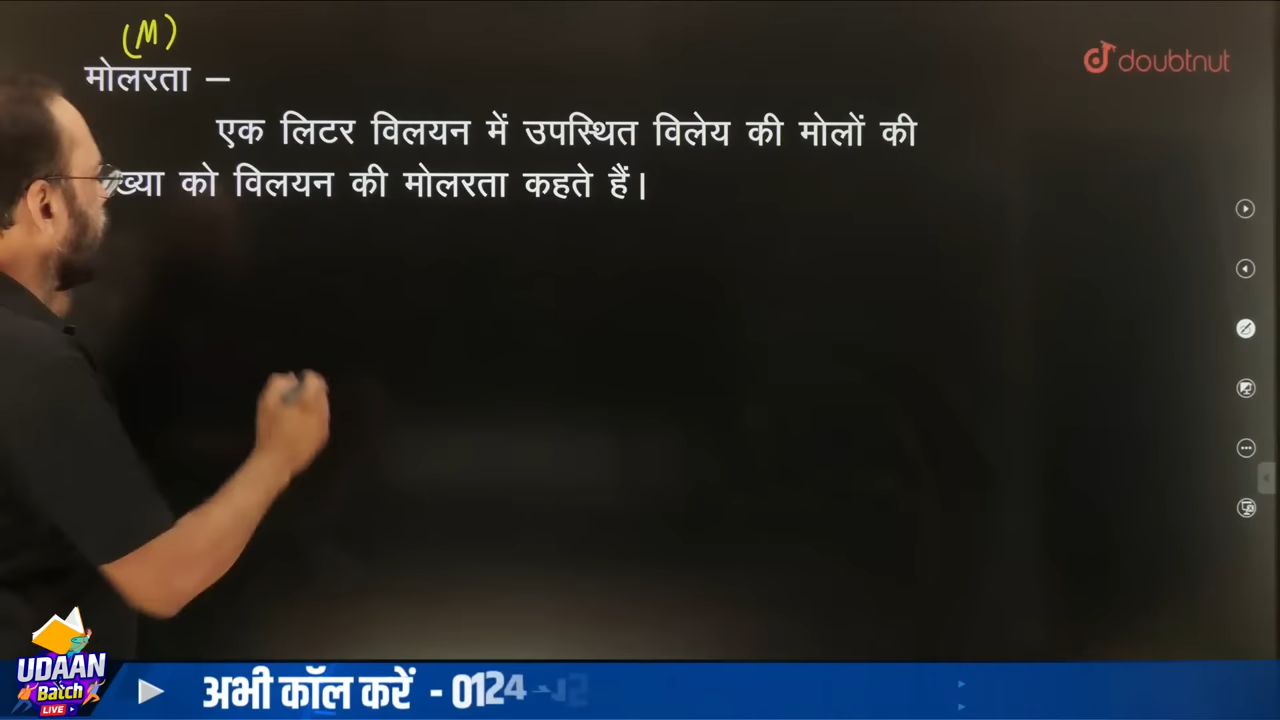 (M)
मोलरता –
एक लिटर विलयन में उपस्थित विलेय की मोलों की
ख्या को विलयन की मोलरता कहते हैं।
doubtnut
UDAAN
Batch
LIVE
अभी कॉल करें - 0124